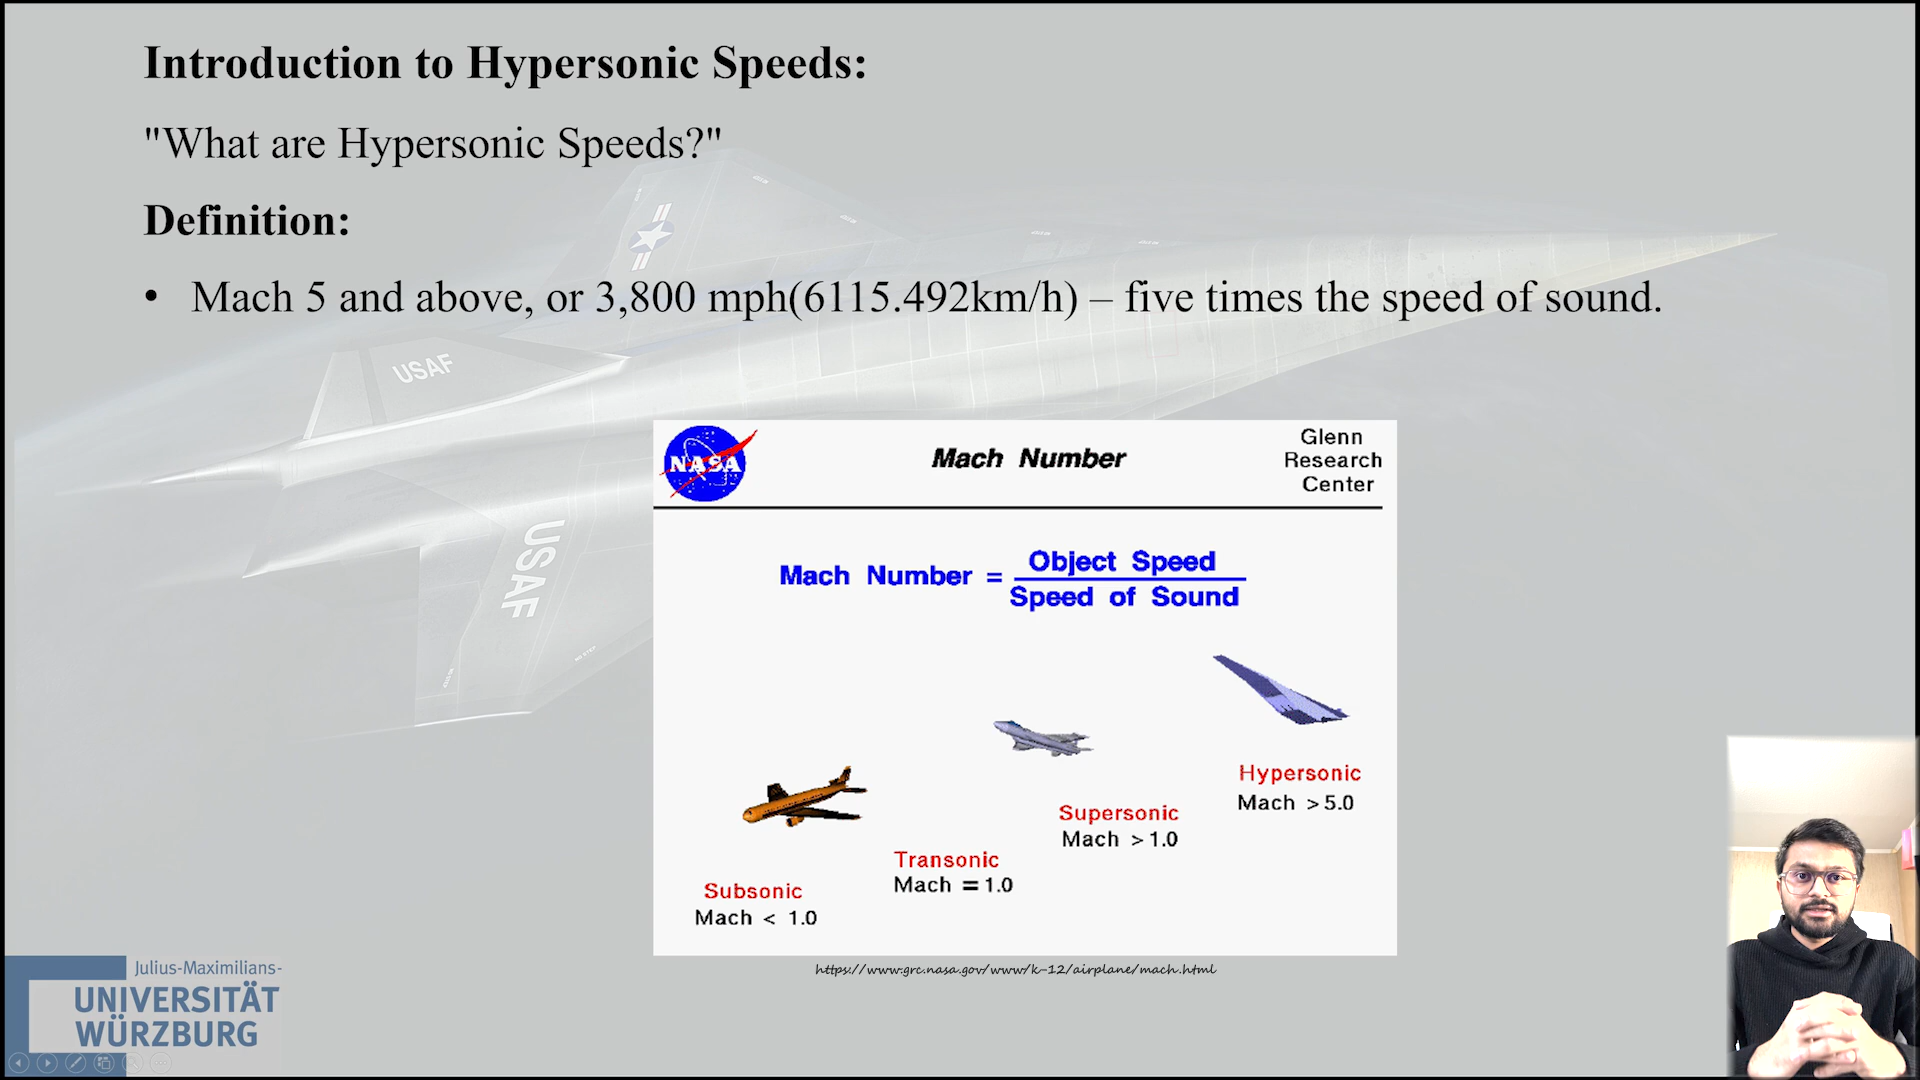 Introduction to Hypersonic Speeds:
"What are Hypersonic Speeds?"
Definition:
• Mach 5 and above, or 3,800 mph(6115.492km/h) – five times the speed of sound.
USAF
USAF
NASA
Mach Number
Glenn
Research
Center
Mach Number = Object Speed
Speed of Sound
Hypersonic
Mach > 5.0
Supersonic
Mach > 1.0
Transonic
Mach = 1.0
Subsonic
Mach < 1.0
https://www.grc.nasa.gov/www/k-12/airplane/mach.html
Julius-Maximilians-
UNIVERSITÄT
WÜRZBURG